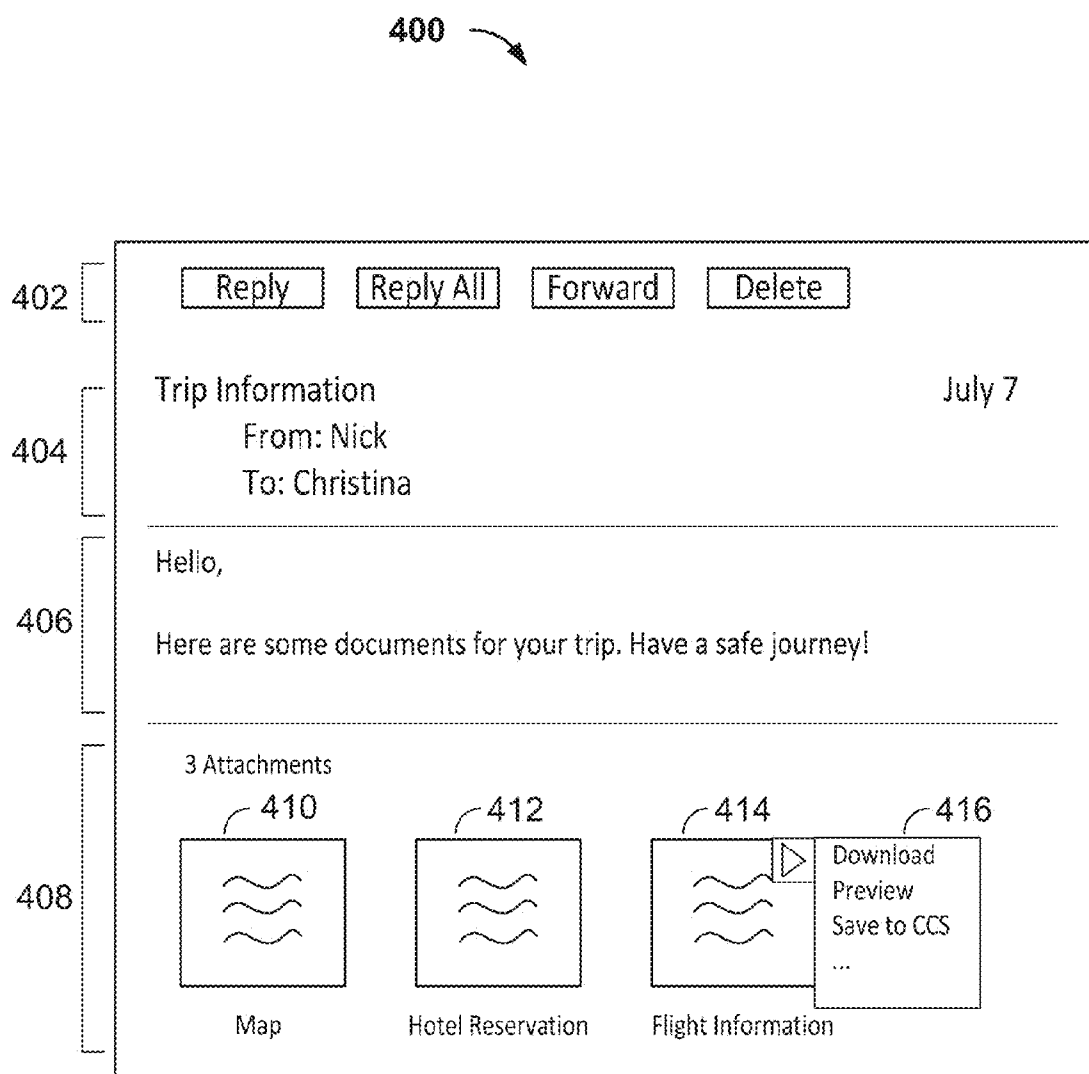 400
402
Reply Reply All Forward Delete
Trip Information July 7
404
From: Nick
To: Christina
Hello,
406
Here are some documents for your trip. Have a safe journey!
3 Attachments
410 412 414 416
408
Download
Preview
Save to CCS
...
Map Hotel Reservation Flight Information